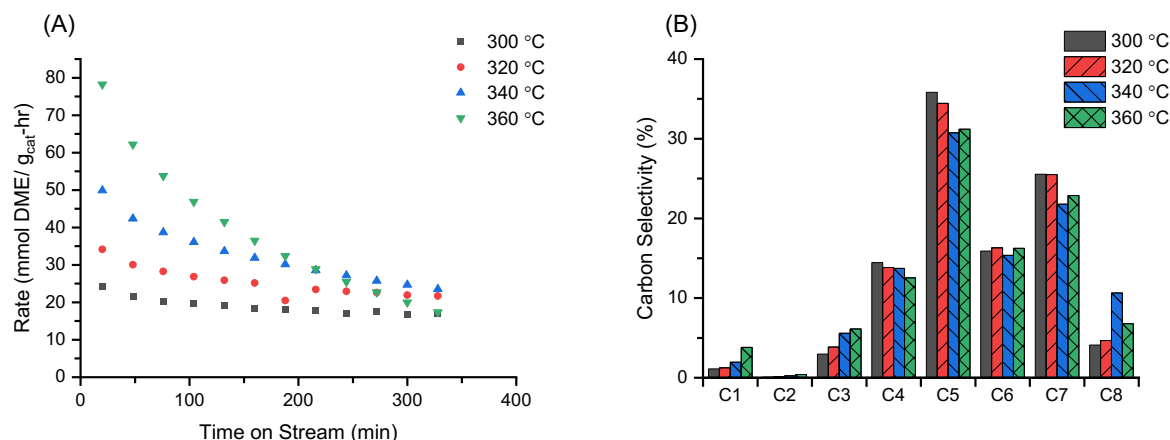 (A)
300 °C
320 °C
340 °C
360 °C
80
70
60
50
40
30
20
10
0
Rate (mmol DME/ g_cat-hr)
0 100 200 300 400
Time on Stream (min)
(B)
300 °C
320 °C
340 °C
360 °C
40
30
20
10
0
Carbon Selectivity (%)
C1 C2 C3 C4 C5 C6 C7 C8